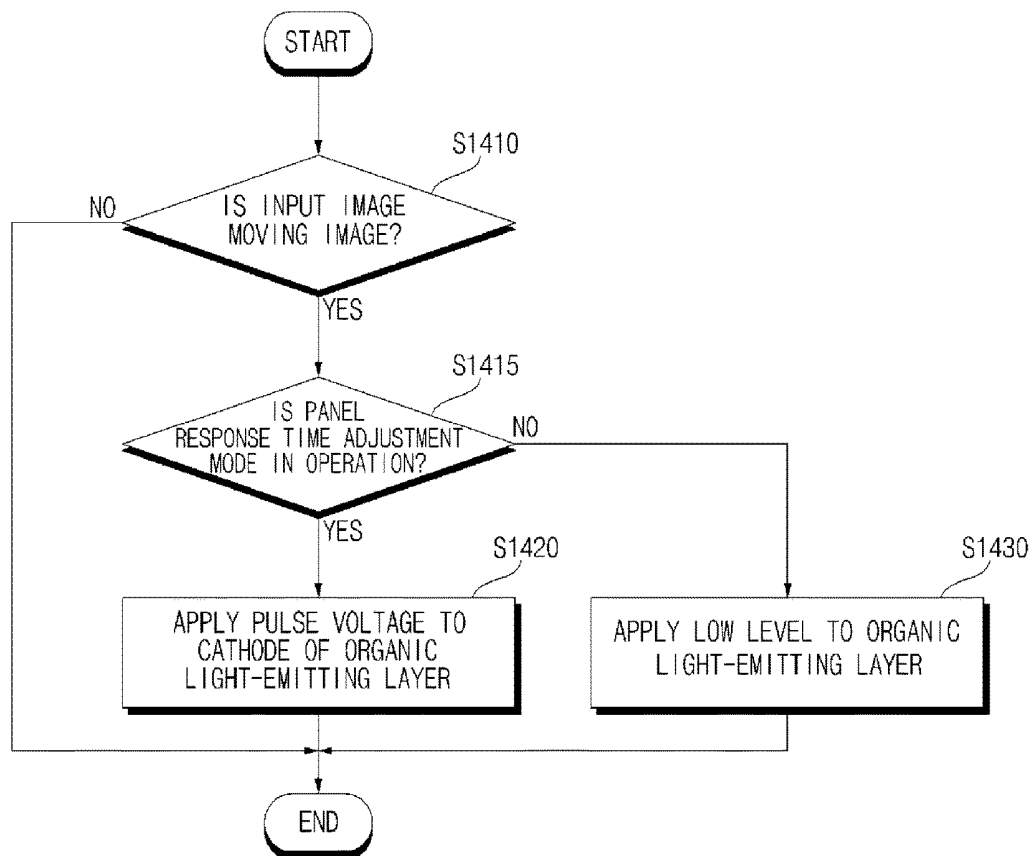 START
S1410
NO
IS INPUT IMAGE
MOVING IMAGE?
YES
S1415
IS PANEL
RESPONSE TIME ADJUSTMENT
MODE IN OPERATION?
NO
YES
S1420
APPLY PULSE VOLTAGE TO
CATHODE OF ORGANIC
LIGHT-EMITTING LAYER
S1430
APPLY LOW LEVEL TO ORGANIC
LIGHT-EMITTING LAYER
END